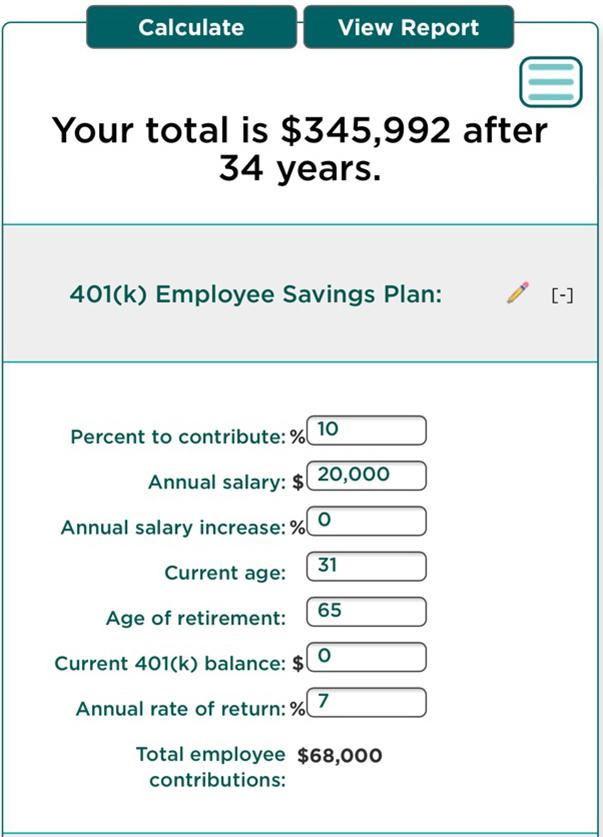 Calculate View Report
Your total is $345,992 after
34 years.
401(k) Employee Savings Plan: [-]
Percent to contribute: % 10
Annual salary: $ 20,000
Annual salary increase: % 0
Current age: 31
Age of retirement: 65
Current 401(k) balance: $ 0
Annual rate of return: % 7
Total employee $68,000
contributions: